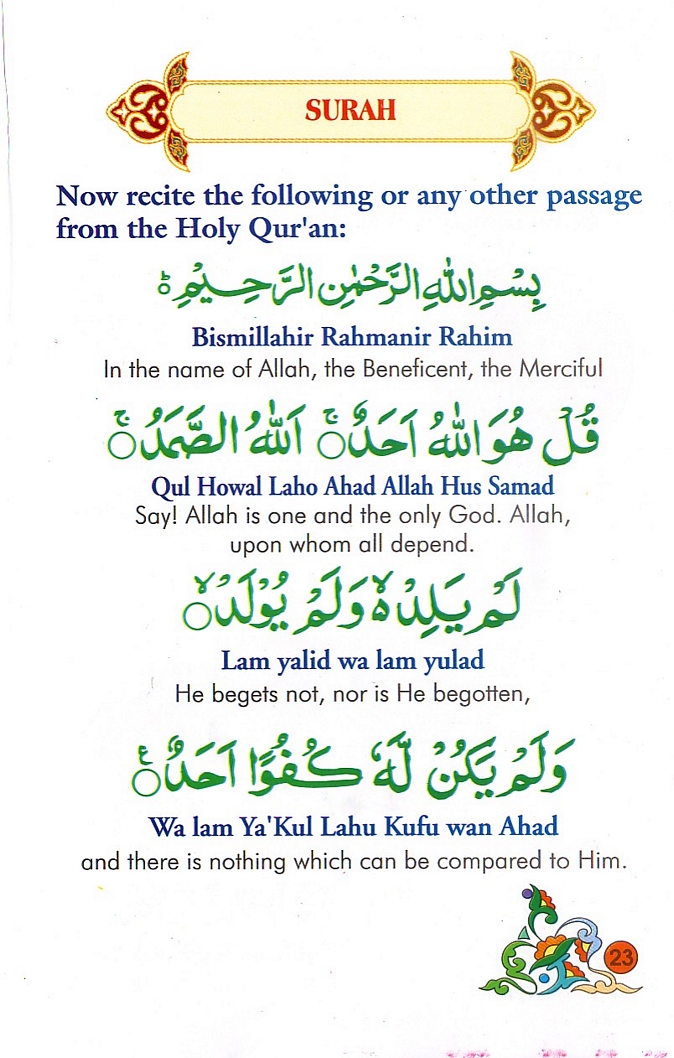 SURAH
Now recite the following or any other passage
from the Holy Qur'an:
بِسْمِ اللهِ الرَّحْمٰنِ الرَّحِيْمِ ؕ
Bismillahir Rahmanir Rahim
In the name of Allah, the Beneficent, the Merciful
قُلْ هُوَ اللهُ اَحَدٌ ۚ○ اَللهُ الصَّمَدُ ۚ○
Qul Howal Laho Ahad Allah Hus Samad
Say! Allah is one and the only God. Allah,
upon whom all depend.
لَمْ يَلِدْ ۙ۬ وَلَمْ يُوْلَدْ ۙ○
Lam yalid wa lam yulad
He begets not, nor is He begotten,
وَلَمْ يَكُنْ لَّهٗ كُفُوًا اَحَدٌ ۠○
Wa lam Ya'Kul Lahu Kufu wan Ahad
and there is nothing which can be compared to Him.
23